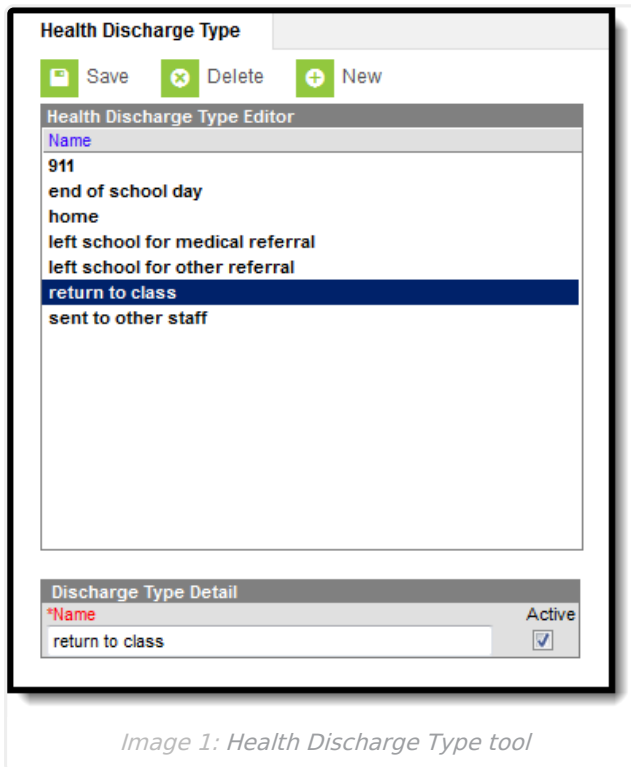 Health Discharge Type
Save Delete New
Health Discharge Type Editor
Name
911
end of school day
home
left school for medical referral
left school for other referral
return to class
sent to other staff
Discharge Type Detail
*Name Active
return to class
Image 1: Health Discharge Type tool